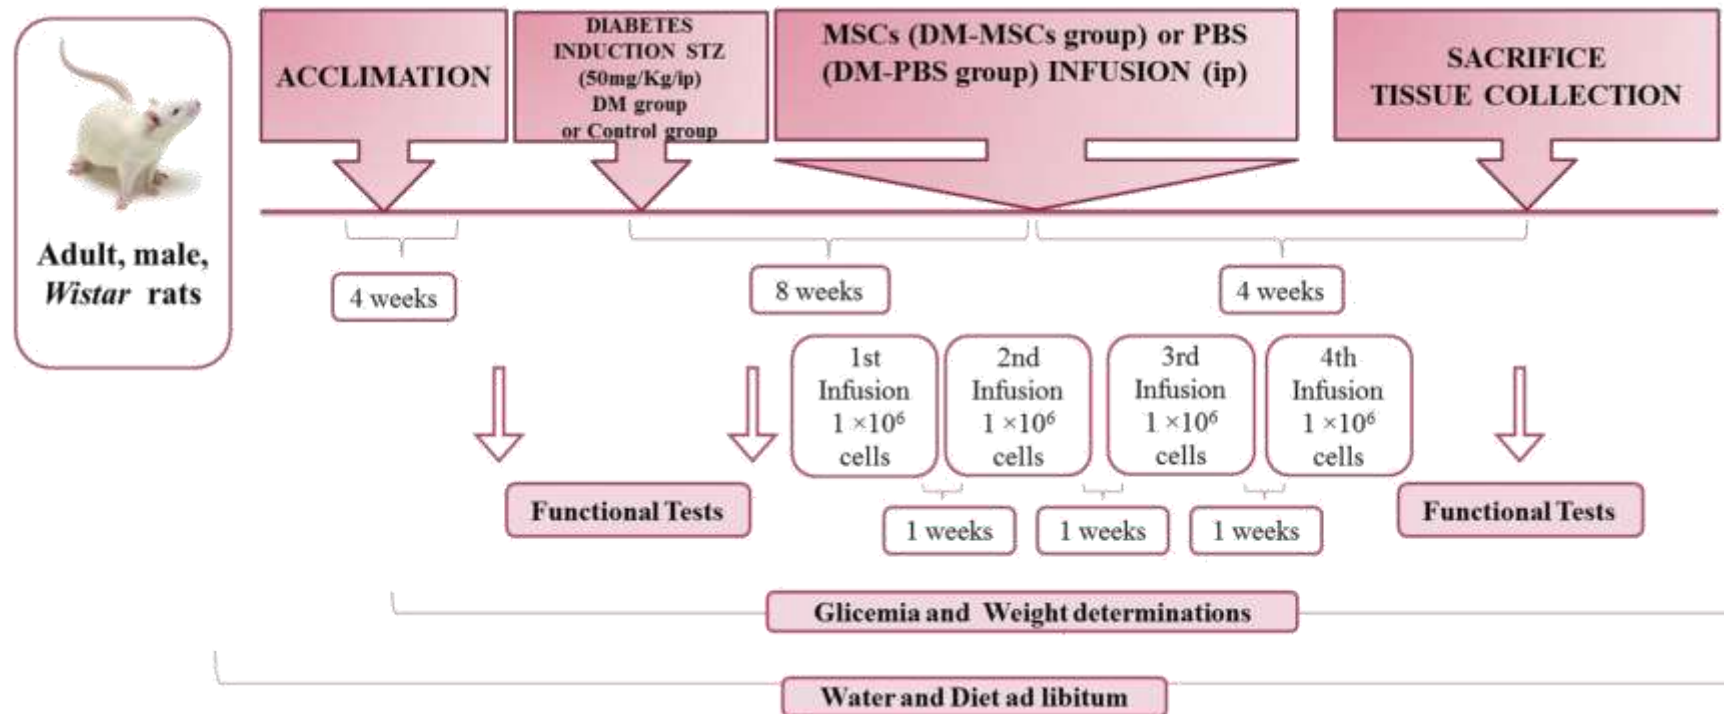 Adult, male,
Wistar rats
ACCLIMATION
DIABETES
INDUCTION STZ
(50mg/Kg/ip)
DM group
or Control group
MSCs (DM-MSCs group) or PBS
(DM-PBS group) INFUSION (ip)
SACRIFICE
TISSUE COLLECTION
4 weeks
8 weeks
4 weeks
1st
Infusion
1 ×10⁶
cells
2nd
Infusion
1 ×10⁶
cells
3rd
Infusion
1 ×10⁶
cells
4th
Infusion
1 ×10⁶
cells
Functional Tests
1 weeks
1 weeks
1 weeks
Functional Tests
Glicemia and Weight determinations
Water and Diet ad libitum